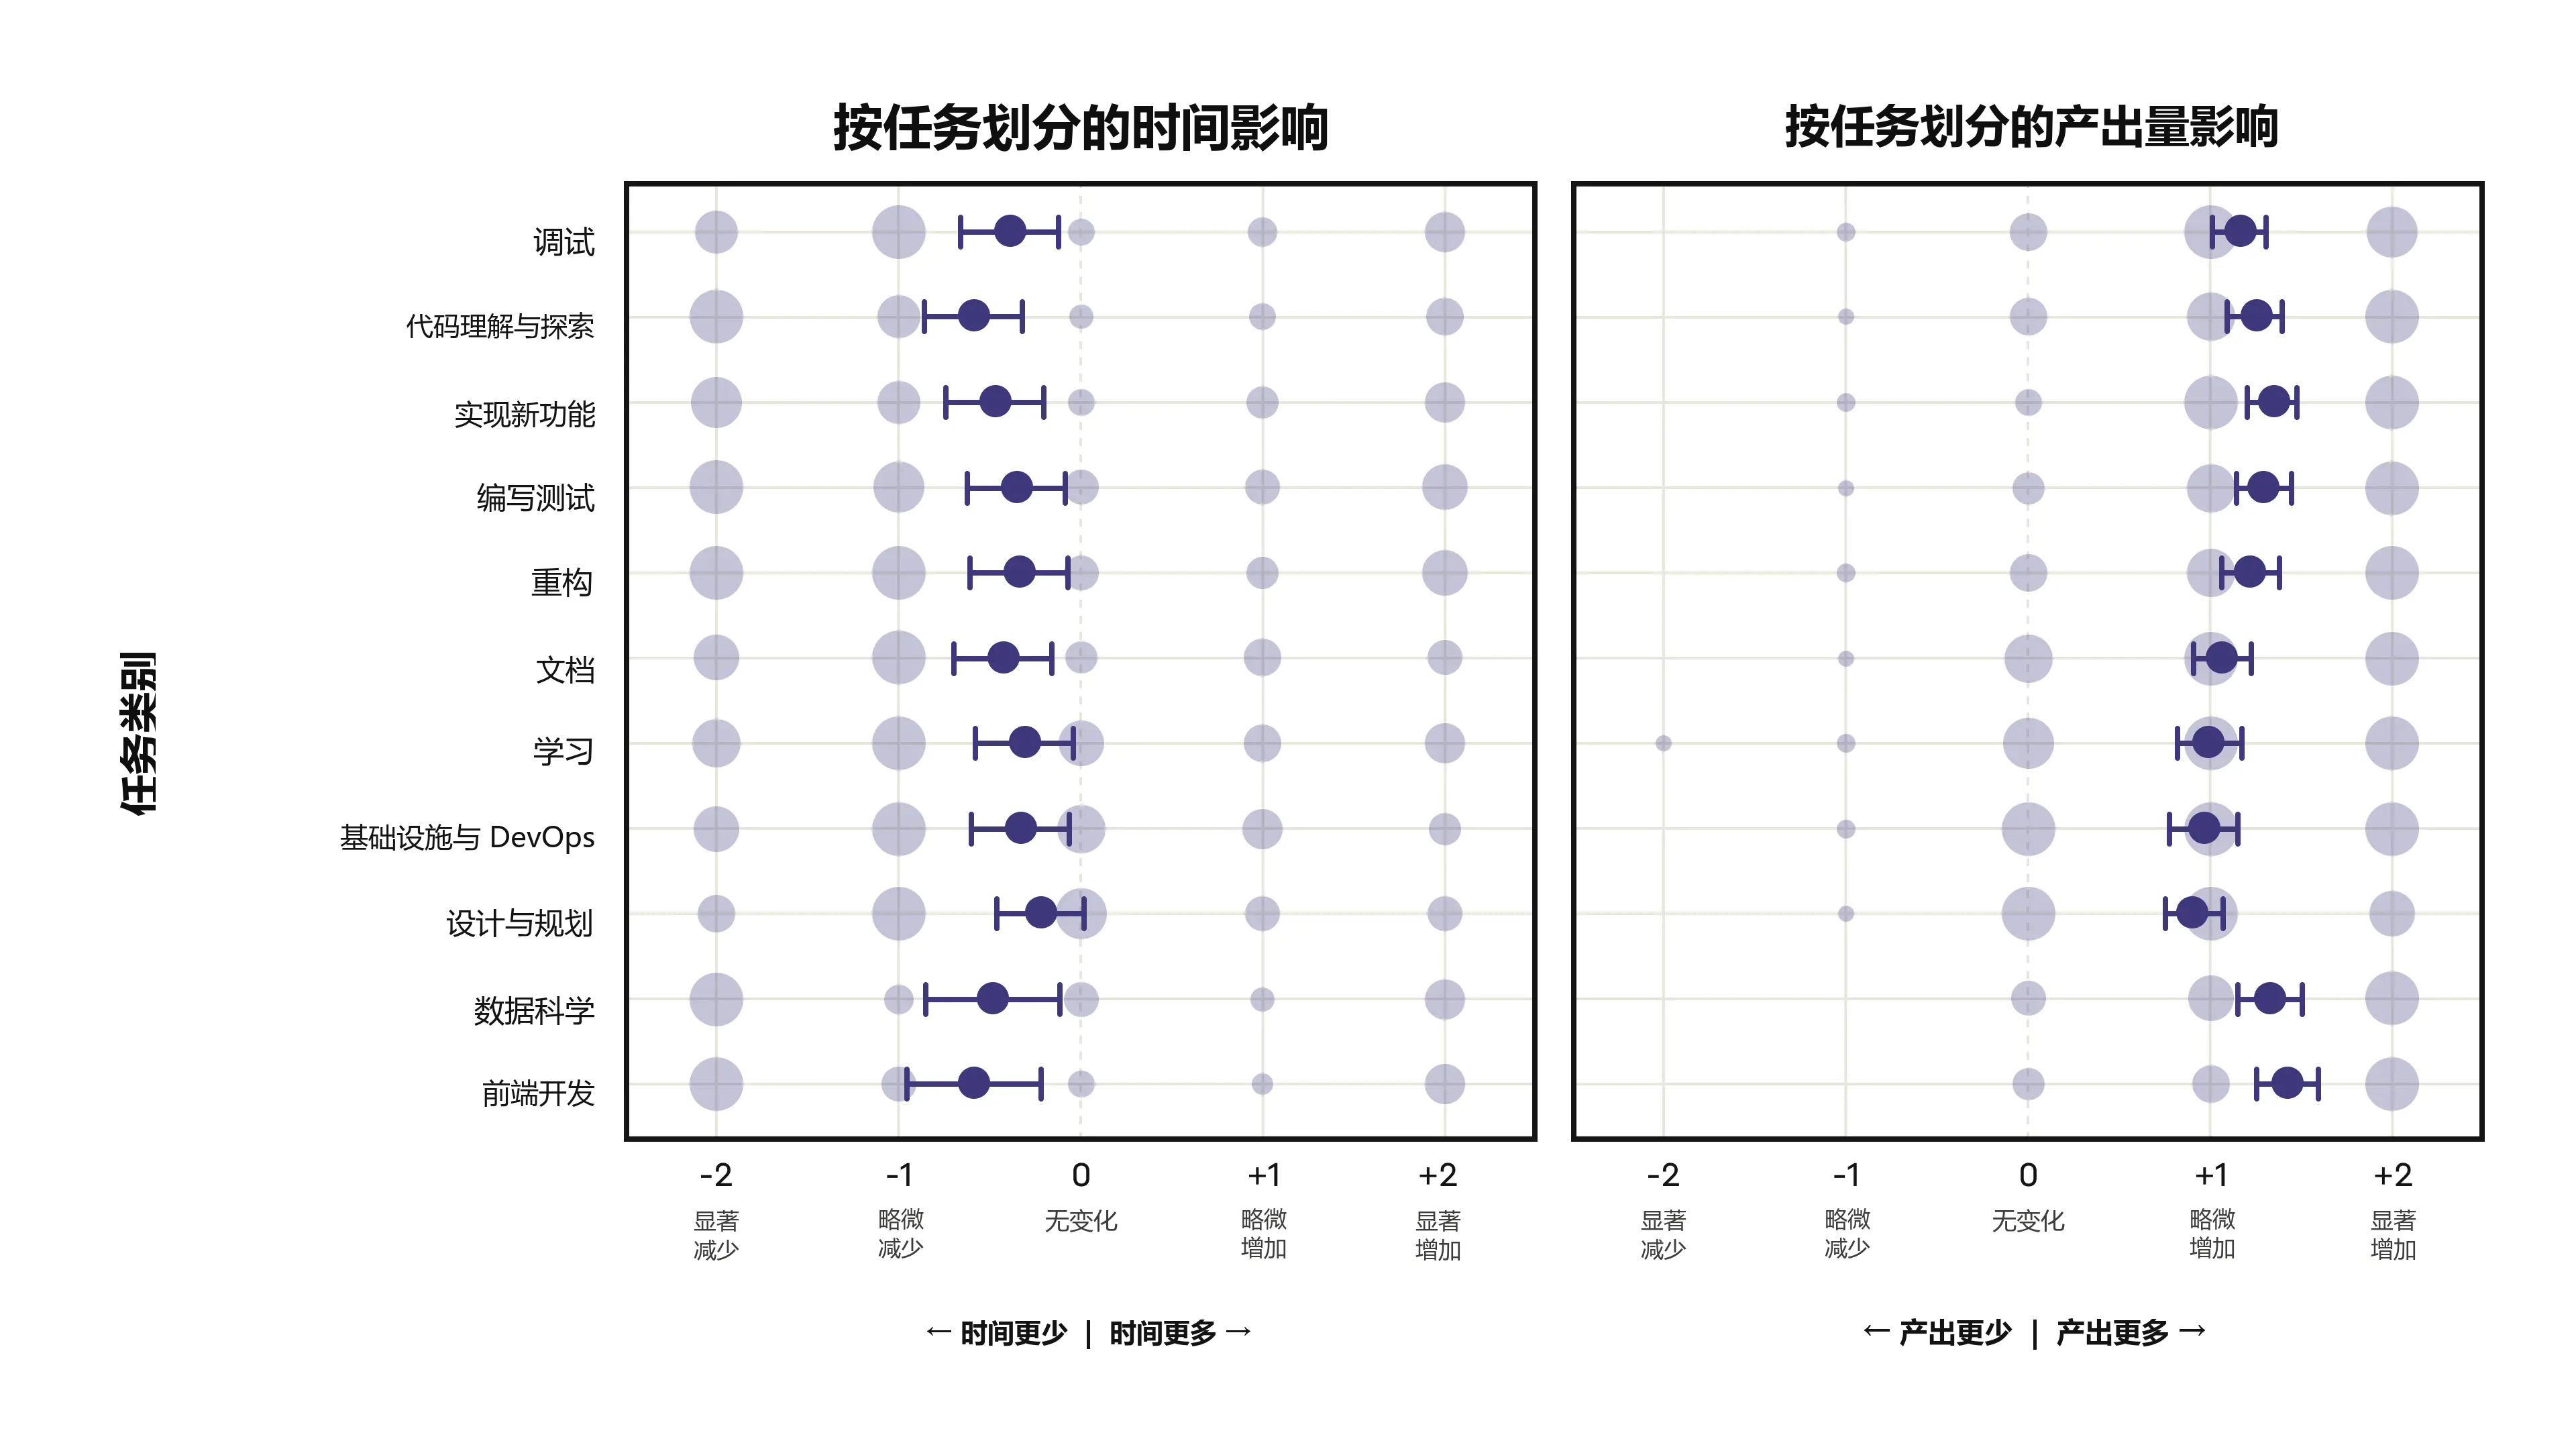 按任务划分的时间影响
按任务划分的产出量影响
任务类别
调试
代码理解与探索
实现新功能
编写测试
重构
文档
学习
基础设施与 DevOps
设计与规划
数据科学
前端开发
-2
-1
0
+1
+2
显著
减少
略微
减少
无变化
略微
增加
显著
增加
← 时间更少 | 时间更多 →
-2
-1
0
+1
+2
显著
减少
略微
减少
无变化
略微
增加
显著
增加
← 产出更少 | 产出更多 →